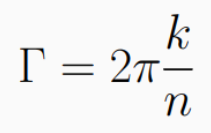 Γ = 2π k/n